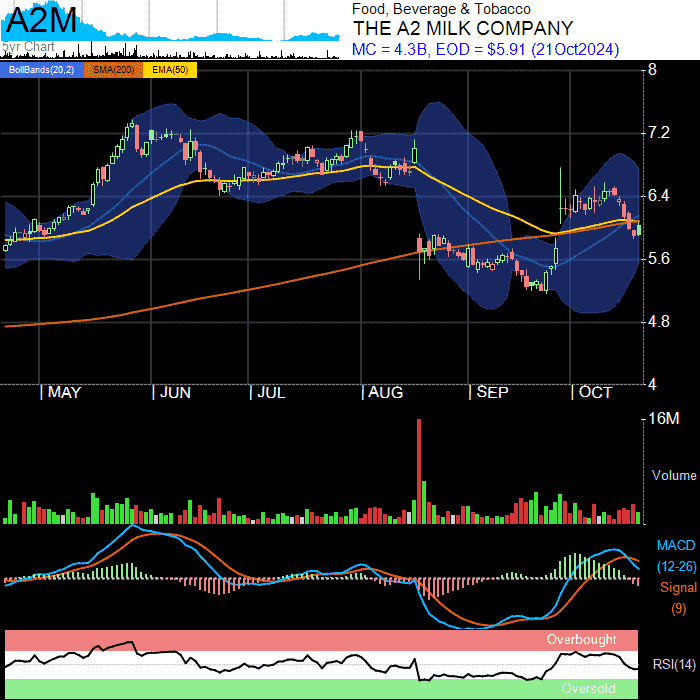 A2M
5yr Chart
Food, Beverage & Tobacco
THE A2 MILK COMPANY
MC = 4.3B, EOD = $5.91 (21Oct2024)
BollBands(20,2) SMA(200) EMA(50)
8
7.2
6.4
5.6
4.8
4
MAY JUN JUL AUG SEP OCT
16M
Volume
MACD
(12-26)
Signal
(9)
Overbought
RSI(14)
Oversold